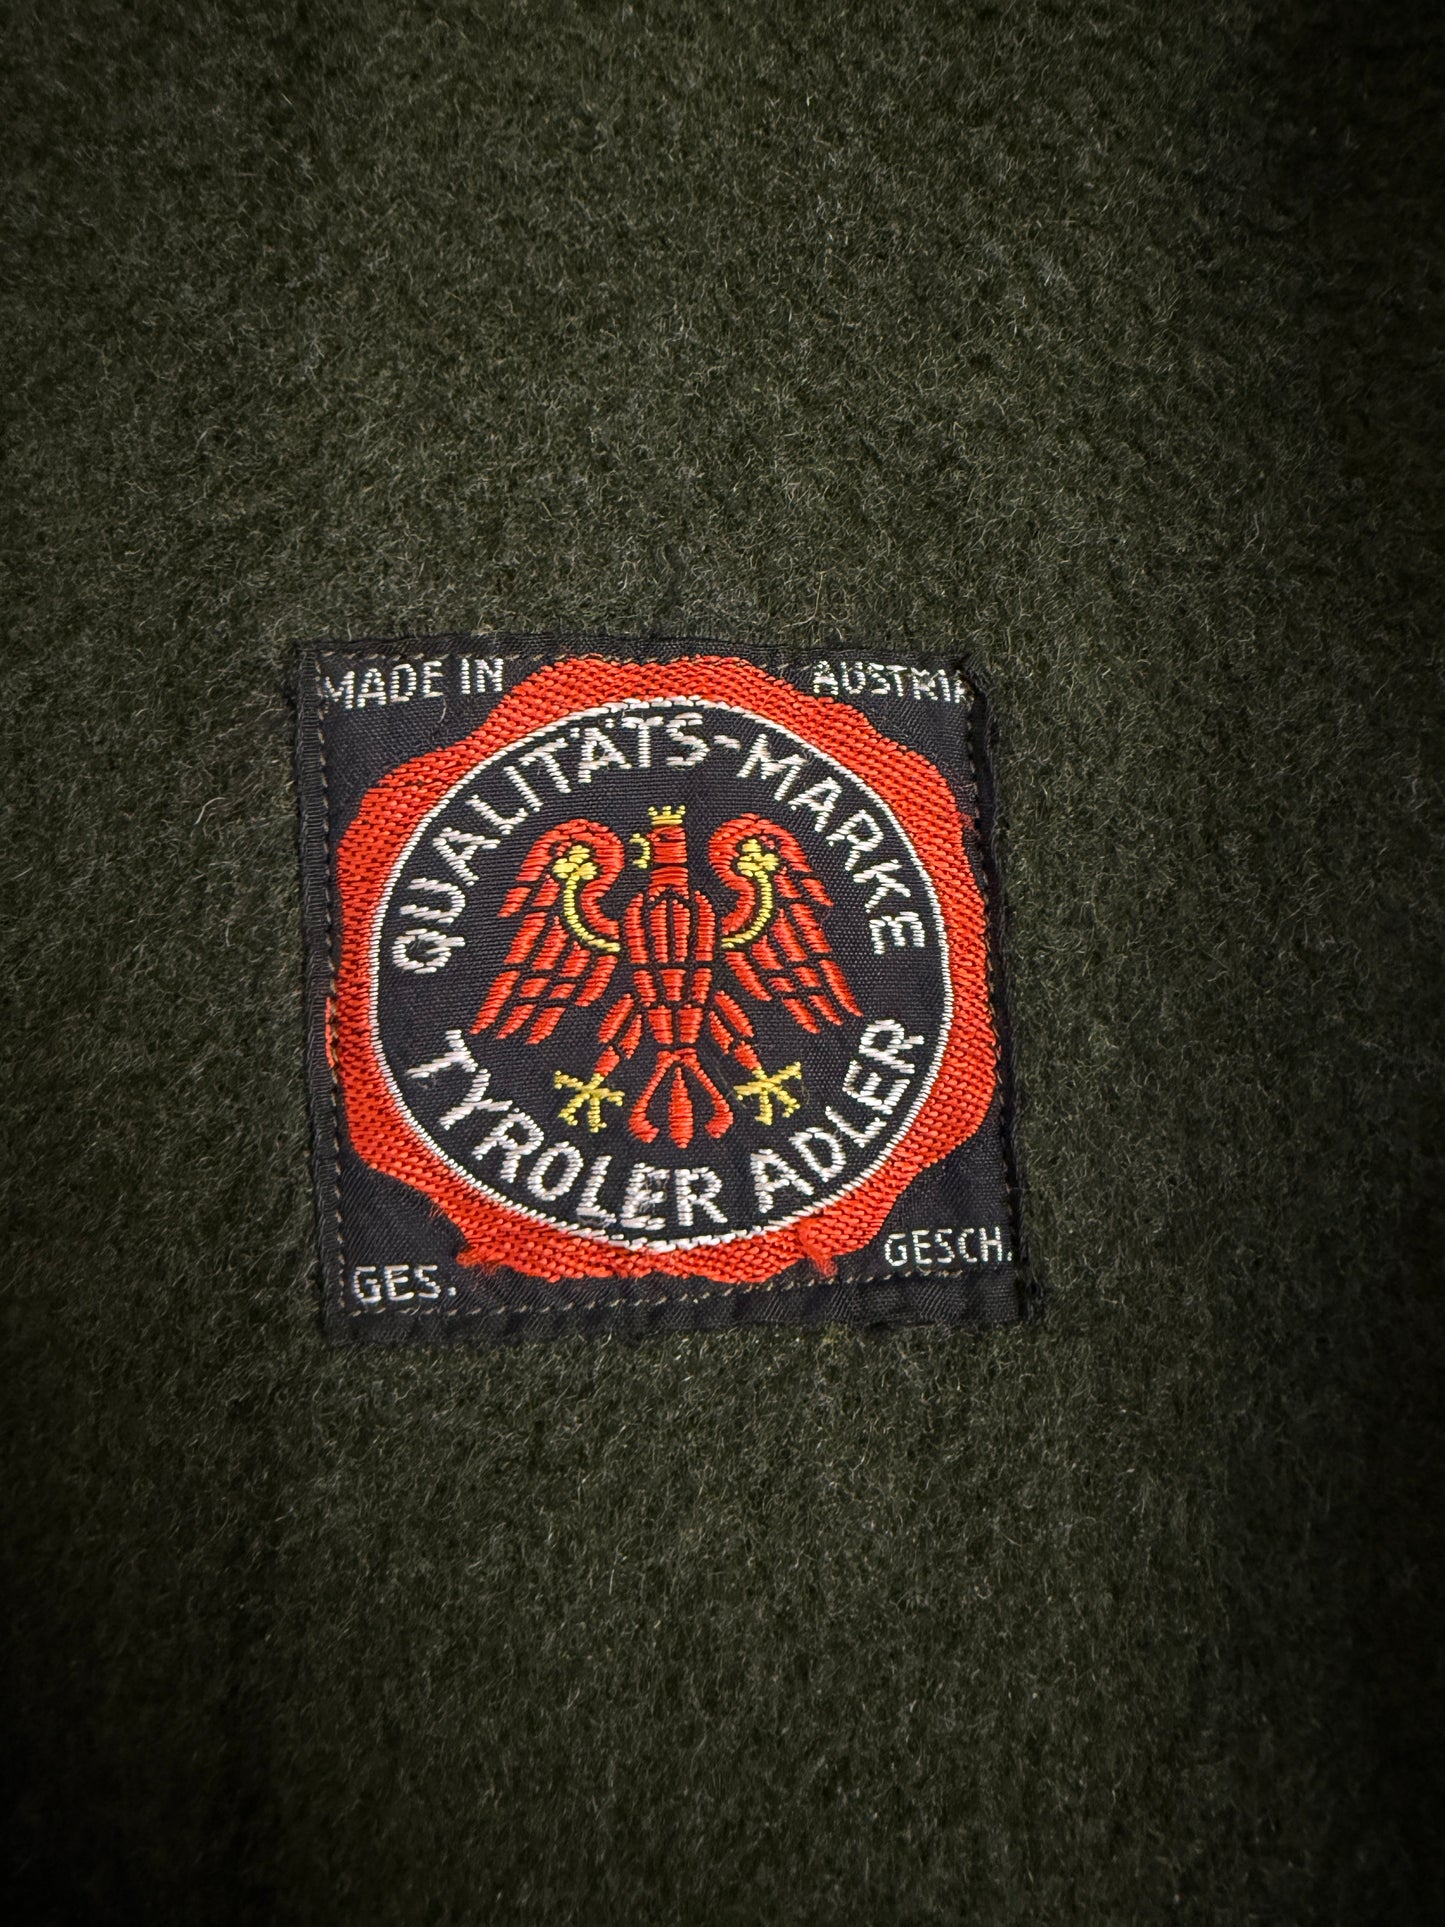 MADE IN AUSTRIA
QUALITÄTS-MARKE
TYROLER ADLER
GES. GESCH.